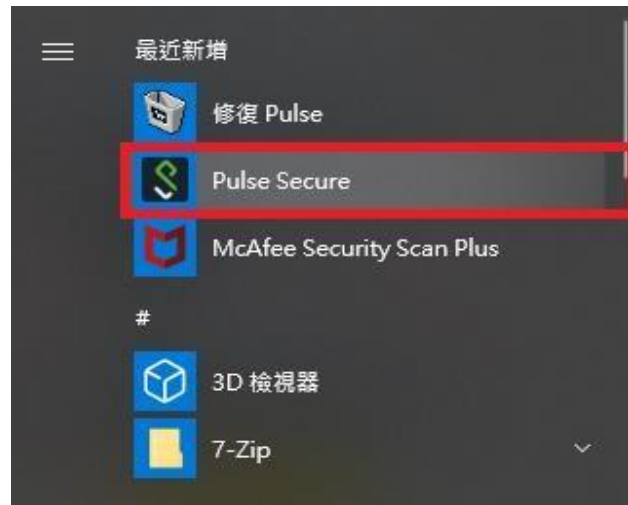 最近新增
修復 Pulse
Pulse Secure
McAfee Security Scan Plus
#
3D 檢視器
7-Zip